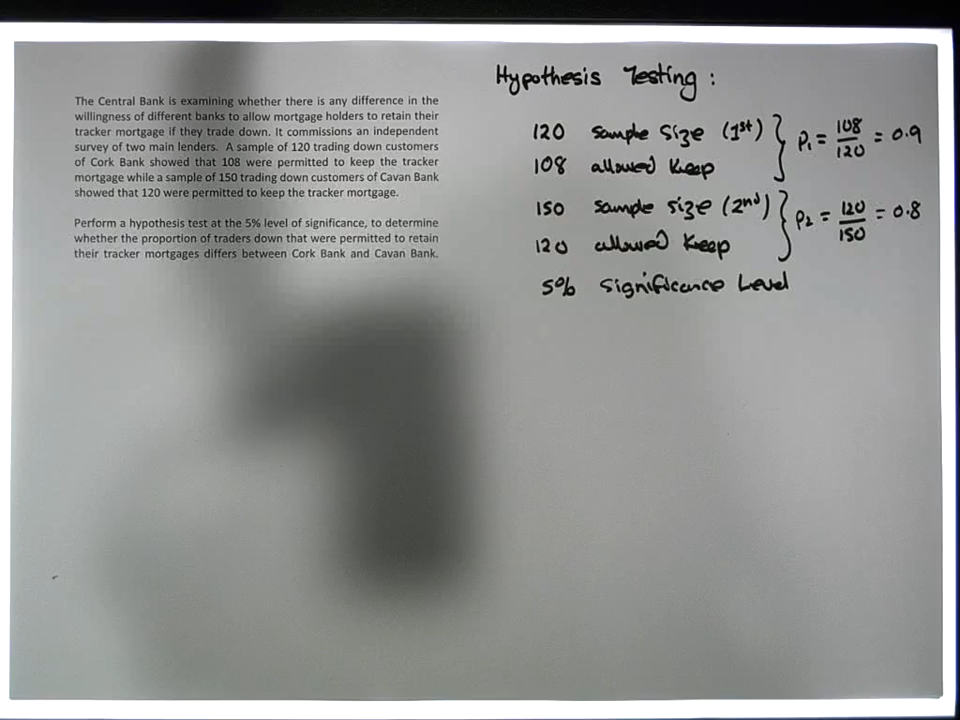 The Central Bank is examining whether there is any difference in the
willingness of different banks to allow mortgage holders to retain their
tracker mortgage if they trade down. It commissions an independent
survey of two main lenders. A sample of 120 trading down customers
of Cork Bank showed that 108 were permitted to keep the tracker
mortgage while a sample of 150 trading down customers of Cavan Bank
showed that 120 were permitted to keep the tracker mortgage.
Perform a hypothesis test at the 5% level of significance, to determine
whether the proportion of traders down that were permitted to retain
their tracker mortgages differs between Cork Bank and Cavan Bank.
Hypothesis Testing:
120 sample size (1st)
108 allowed keep
P₁ = 108/120 = 0.9
150 sample size (2nd)
120 allowed keep
P₂ = 120/150 = 0.8
5% significance level